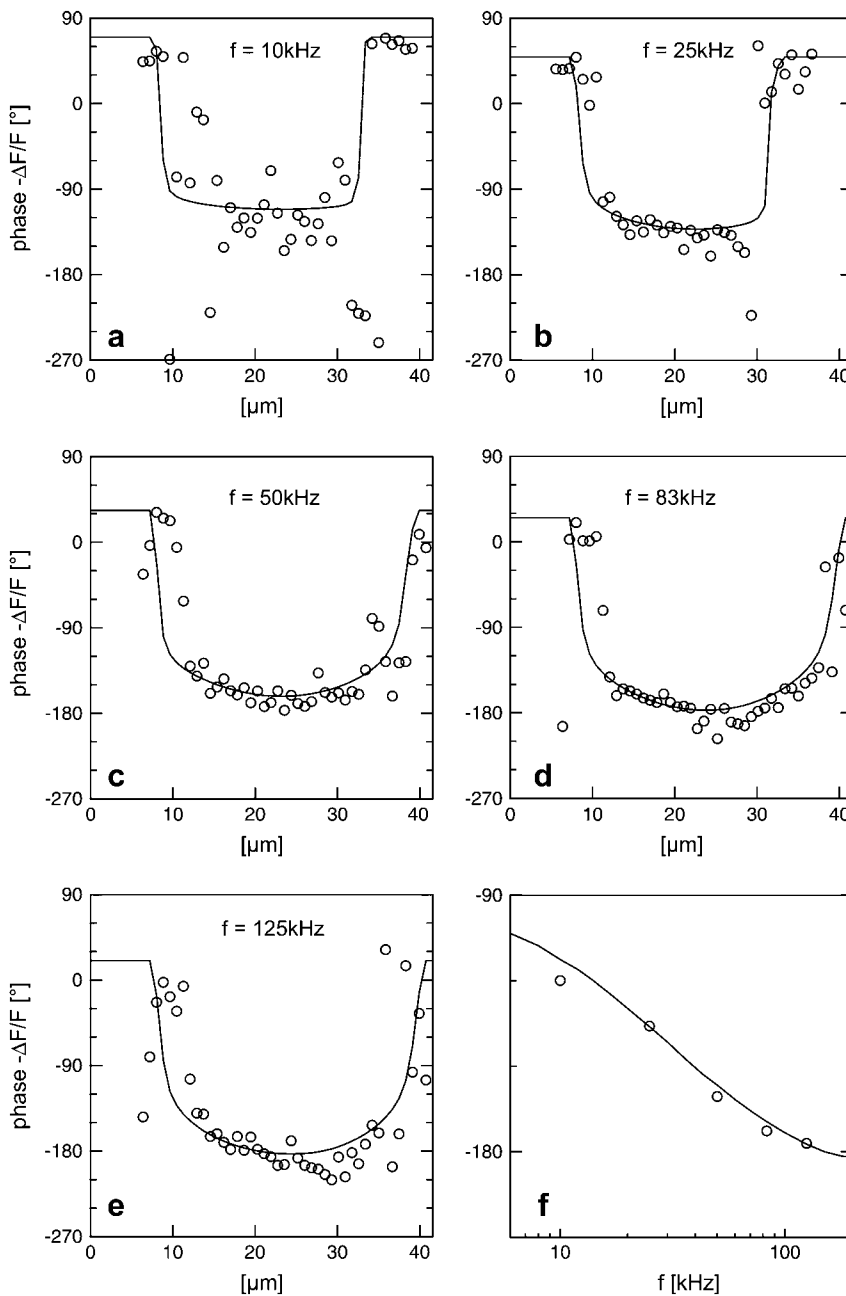 90
0
-90
-180
-270
phase -ΔF/F [°]
f = 10kHz
a
0 10 20 30 40
[µm]
90
0
-90
-180
-270
f = 25kHz
b
0 10 20 30 40
[µm]
90
0
-90
-180
-270
phase -ΔF/F [°]
f = 50kHz
c
0 10 20 30 40
[µm]
90
0
-90
-180
-270
f = 83kHz
d
0 10 20 30 40
[µm]
90
0
-90
-180
-270
phase -ΔF/F [°]
f = 125kHz
e
0 10 20 30 40
[µm]
-90
-180
f
10 100
f [kHz]